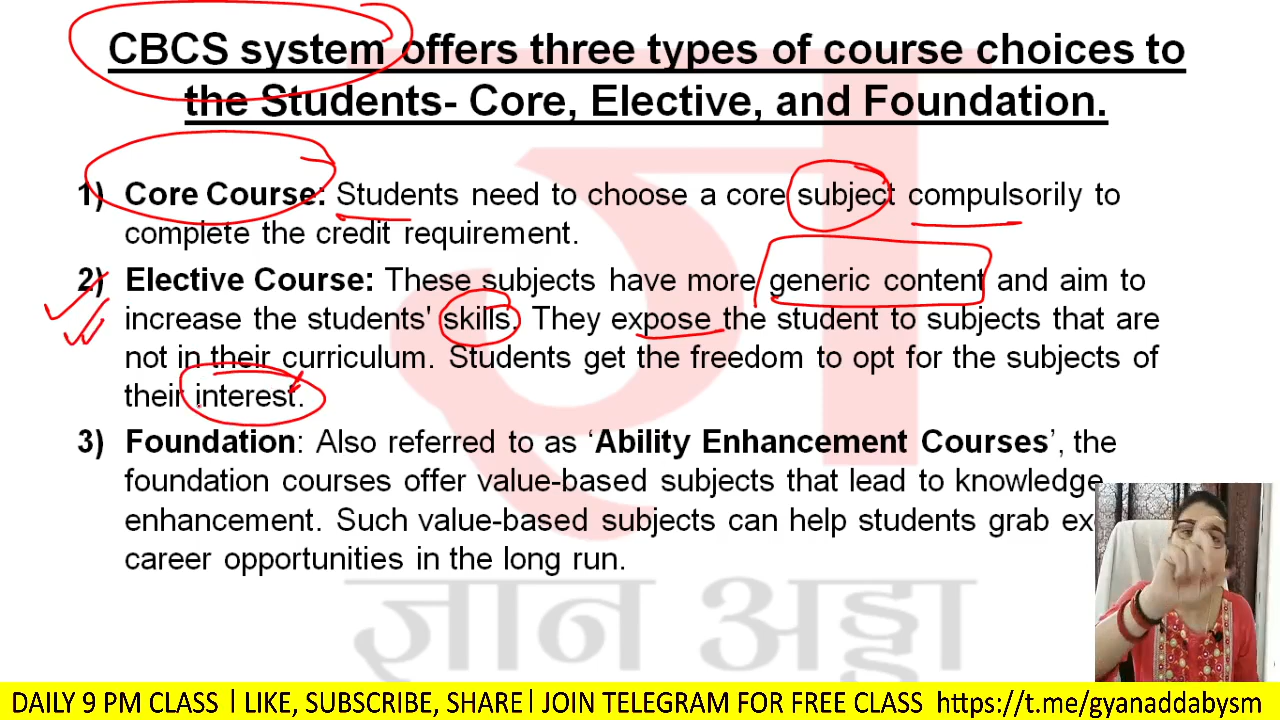 CBCS system offers three types of course choices to
the Students- Core, Elective, and Foundation.
1) Core Course: Students need to choose a core subject compulsorily to
complete the credit requirement.
2) Elective Course: These subjects have more generic content and aim to
increase the students' skills. They expose the student to subjects that are
not in their curriculum. Students get the freedom to opt for the subjects of
their interest.
3) Foundation: Also referred to as ‘Ability Enhancement Courses’, the
foundation courses offer value-based subjects that lead to knowledge
enhancement. Such value-based subjects can help students grab
career opportunities in the long run.
ज्ञान अड्डा
DAILY 9 PM CLASS | LIKE, SUBSCRIBE, SHARE| JOIN TELEGRAM FOR FREE CLASS https://t.me/gyanaddabysm